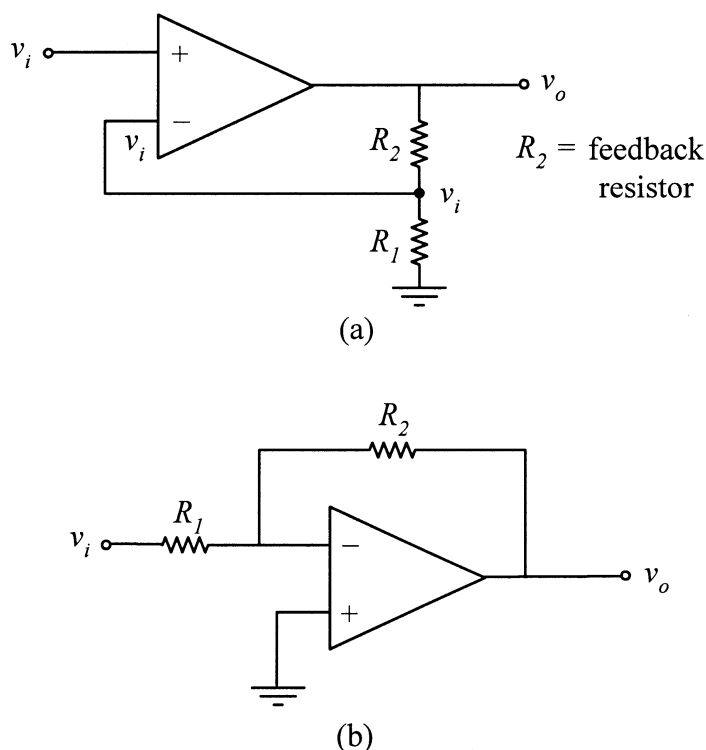 v_i
+
−
v_i
v_o
R_2
R_2 = feedback
resistor
v_i
R_1
(a)
R_2
R_1
v_i
−
+
v_o
(b)